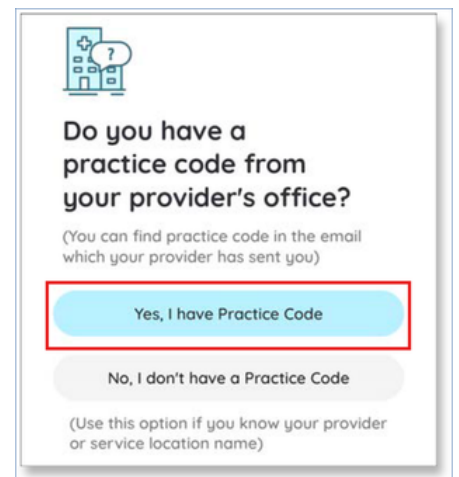 ?
Do you have a
practice code from
your provider's office?
(You can find practice code in the email
which your provider has sent you)
Yes, I have Practice Code
No, I don't have a Practice Code
(Use this option if you know your provider
or service location name)